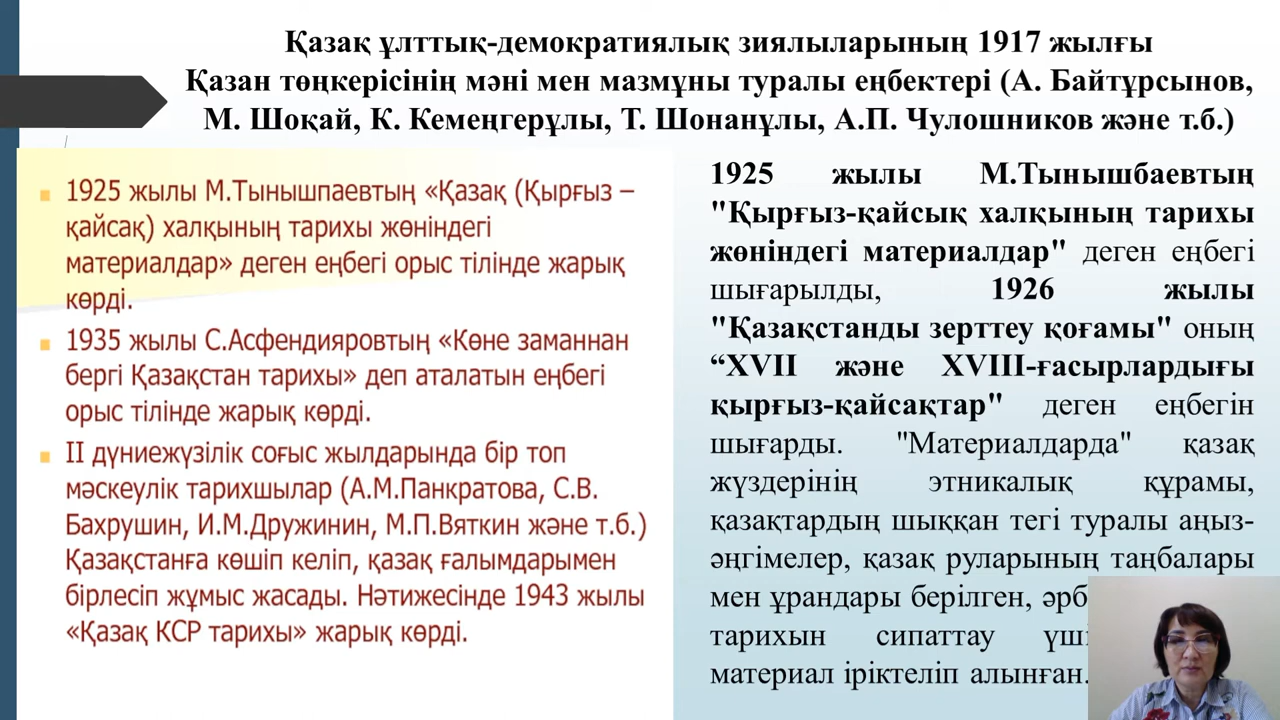 Қазақ ұлттық-демократиялық зиялыларының 1917 жылғы
Қазан төңкерісінің мәні мен мазмұны туралы еңбектері (А. Байтұрсынов,
М. Шоқай, К. Кемеңгерұлы, Т. Шонанұлы, А.П. Чулошников және т.б.)
1925 жылы М.Тынышпаевтың «Қазақ (Қырғыз –
қайсақ) халқының тарихы жөніндегі
материалдар» деген еңбегі орыс тілінде жарық
көрді.
1935 жылы С.Асфендияровтың «Көне заманнан
бергі Қазақстан тарихы» деп аталатын еңбегі
орыс тілінде жарық көрді.
II дүниежүзілік соғыс жылдарында бір топ
мәскеулік тарихшылар (А.М.Панкратова, С.В.
Бахрушин, И.М.Дружинин, М.П.Вяткин және т.б.)
Қазақстанға көшіп келіп, қазақ ғалымдарымен
бірлесіп жұмыс жасады. Нәтижесінде 1943 жылы
«Қазақ КСР тарихы» жарық көрді.
1925 жылы М.Тынышбаевтың
"Қырғыз-қайсық халқының тарихы
жөніндегі материалдар" деген еңбегі
шығарылды, 1926 жылы
"Қазақстанды зерттеу қоғамы" оның
“XVII және XVIII-ғасырлардығы
қырғыз-қайсақтар" деген еңбегін
шығарды. "Материалдарда" қазақ
жүздерінің этникалық құрамы,
қазақтардың шыққан тегі туралы аңыз-
әңгімелер, қазақ руларының таңбалары
мен ұрандары берілген,
тарихын сипаттау
материал іріктеліп алынған.